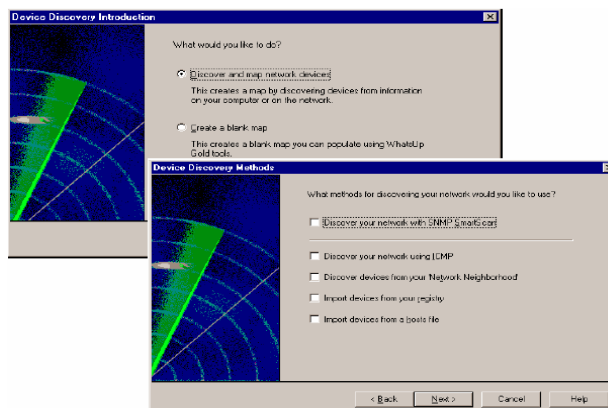 Device Discovery Introduction
What would you like to do?
Discover and map network devices
This creates a map by discovering devices from information
on your computer or on the network.
Create a blank map
This creates a blank map you can populate using WhatsUp
Gold tools.
Device Discovery Methods
What methods for discovering your network would you like to use?
Discover your network with SNMP SmartScan
Discover your network using ICMP
Discover devices from your 'Network Neighborhood'
Import devices from your registry
Import devices from a hosts file
< Back
Next >
Cancel
Help